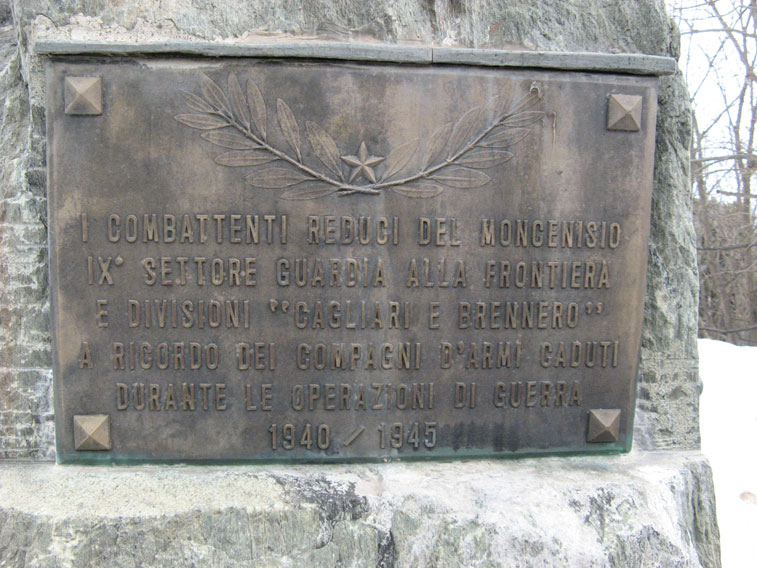 I COMBATTENTI REDUCI DEL MONCENISIO
IX° SETTORE GUARDIA ALLA FRONTIERA
E DIVISIONI "CAGLIARI E BRENNERO"
A RICORDO DEI COMPAGNI D'ARMI CADUTI
DURANTE LE OPERAZIONI DI GUERRA
1940 / 1945